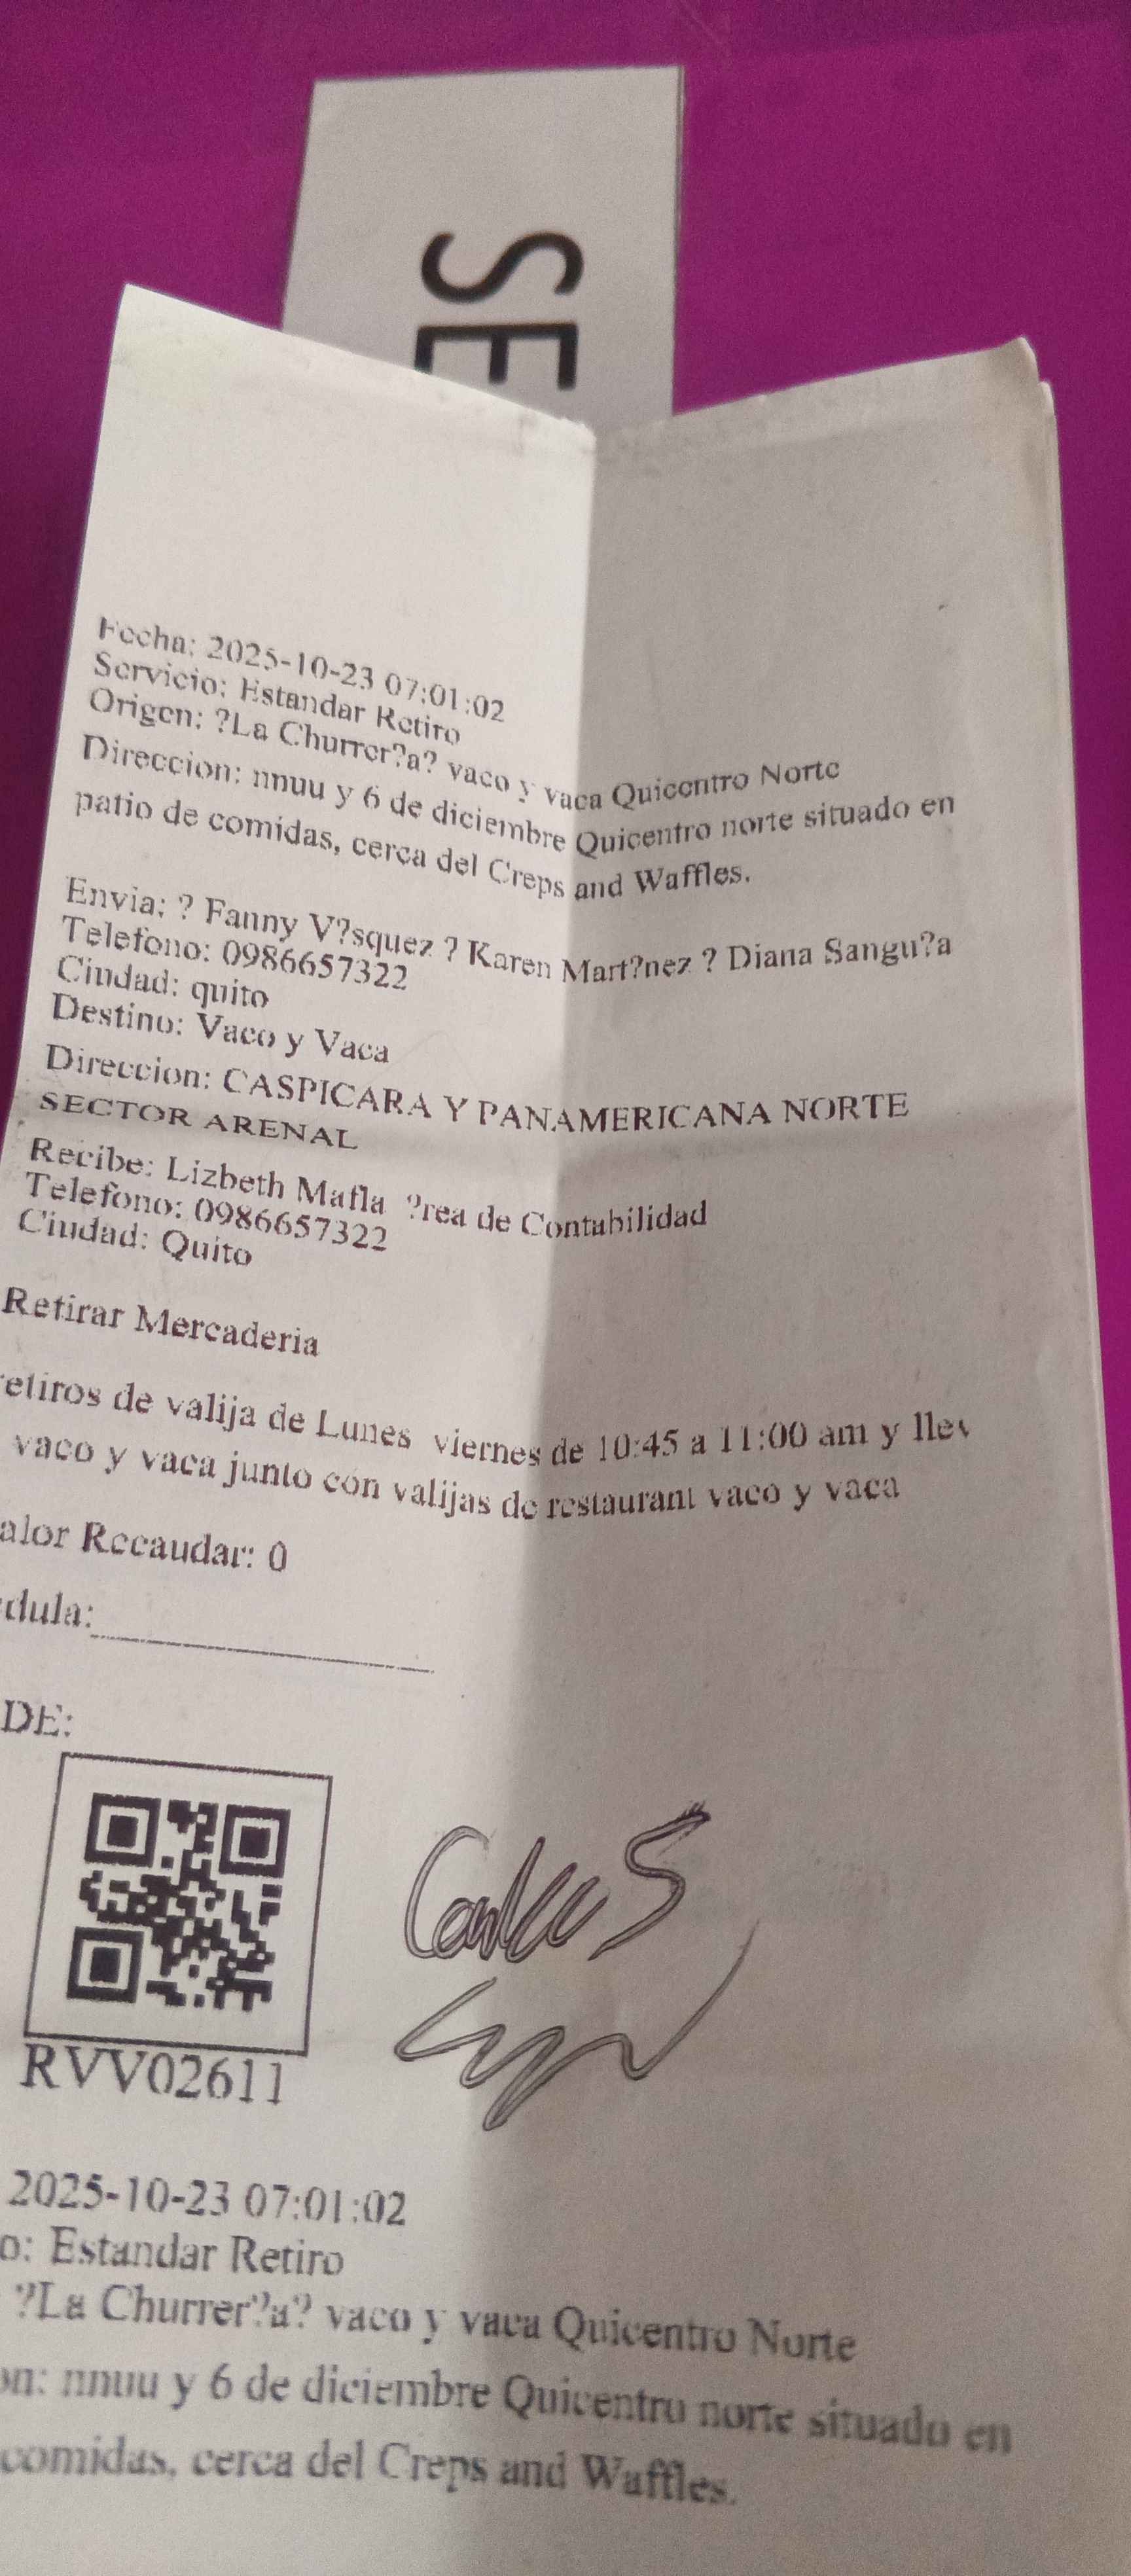 SE
Fecha: 2025-10-23 07:01:02
Servicio: Estandar Retiro
Origen: ?La Churrer?a? vaco y vaca Quicentro Norte
Direccion: nnuu y 6 de diciembre Quicentro norte situado en
patio de comidas, cerca del Creps and Waffles.
Envia: ? Fanny V?squez ? Karen Mart?nez ? Diana Sangu?a
Telefono: 0986657322
Ciudad: quito
Destino: Vaco y Vaca
Direccion: CASPICARA Y PANAMERICANA NORTE
SECTOR ARENAL
Recibe: Lizbeth Mafla ?rea de Contabilidad
Telefono: 0986657322
Ciudad: Quito
Retirar Mercaderia
retiros de valija de Lunes viernes de 10:45 a 11:00 am y llev
vaco y vaca junto con valijas de restaurant vaco y vaca
alor Recaudar: 0
dula:
DE:
RVV02611
2025-10-23 07:01:02
o: Estandar Retiro
?La Churrer?a? vaco y vaca Quicentro Norte
on: nnuu y 6 de diciembre Quicentro norte situado en
comidas, cerca del Creps and Waffles.